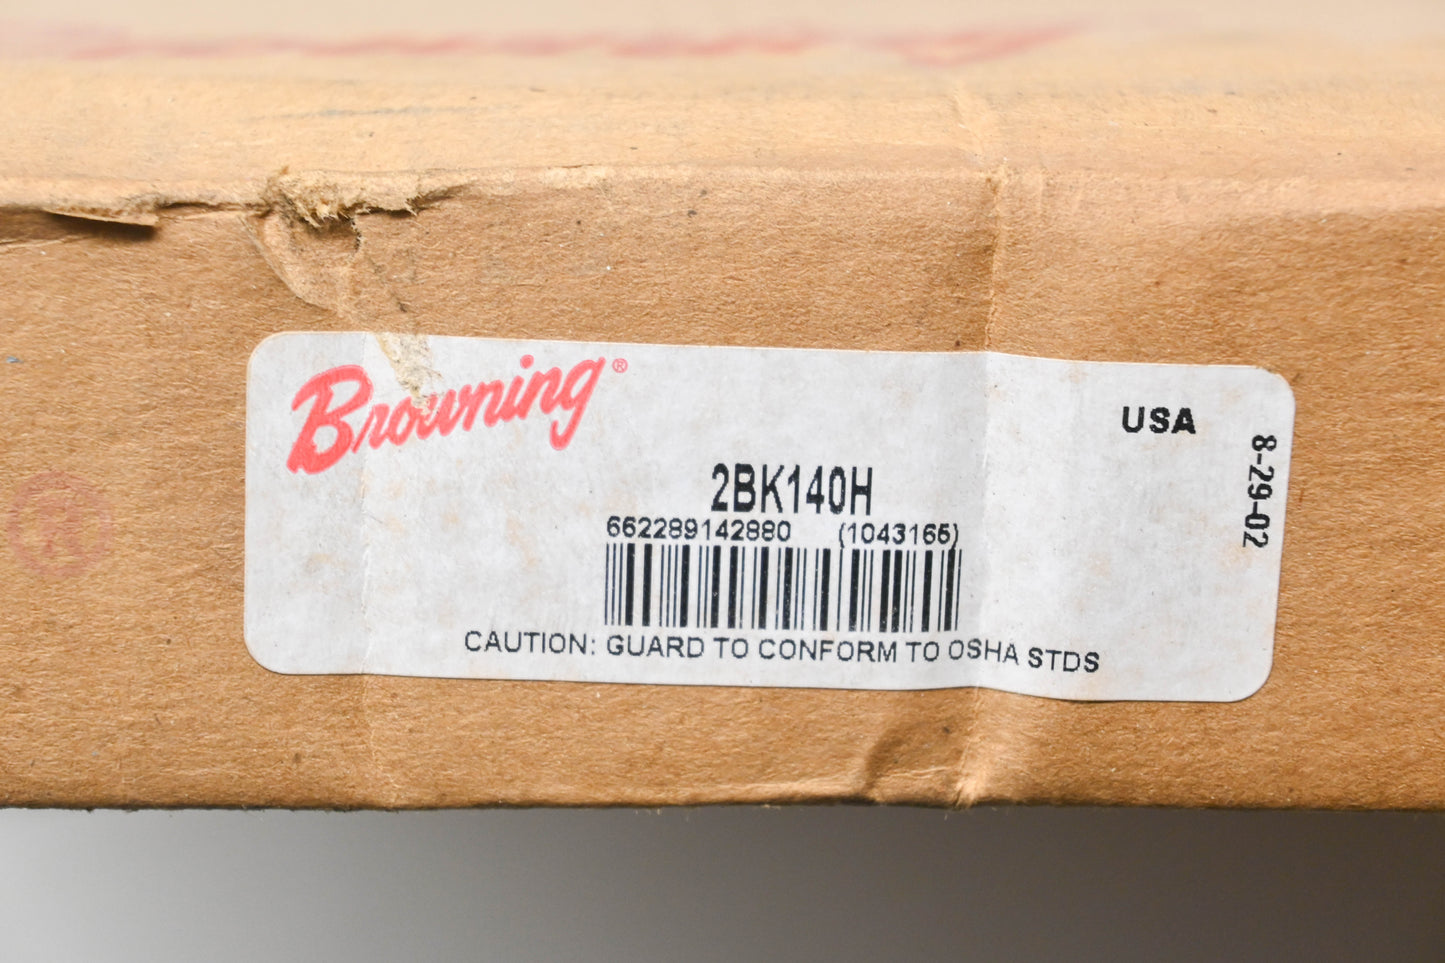 Browning®
USA
8-29-02
2BK140H
662289142880 (1043165)
CAUTION: GUARD TO CONFORM TO OSHA STDS